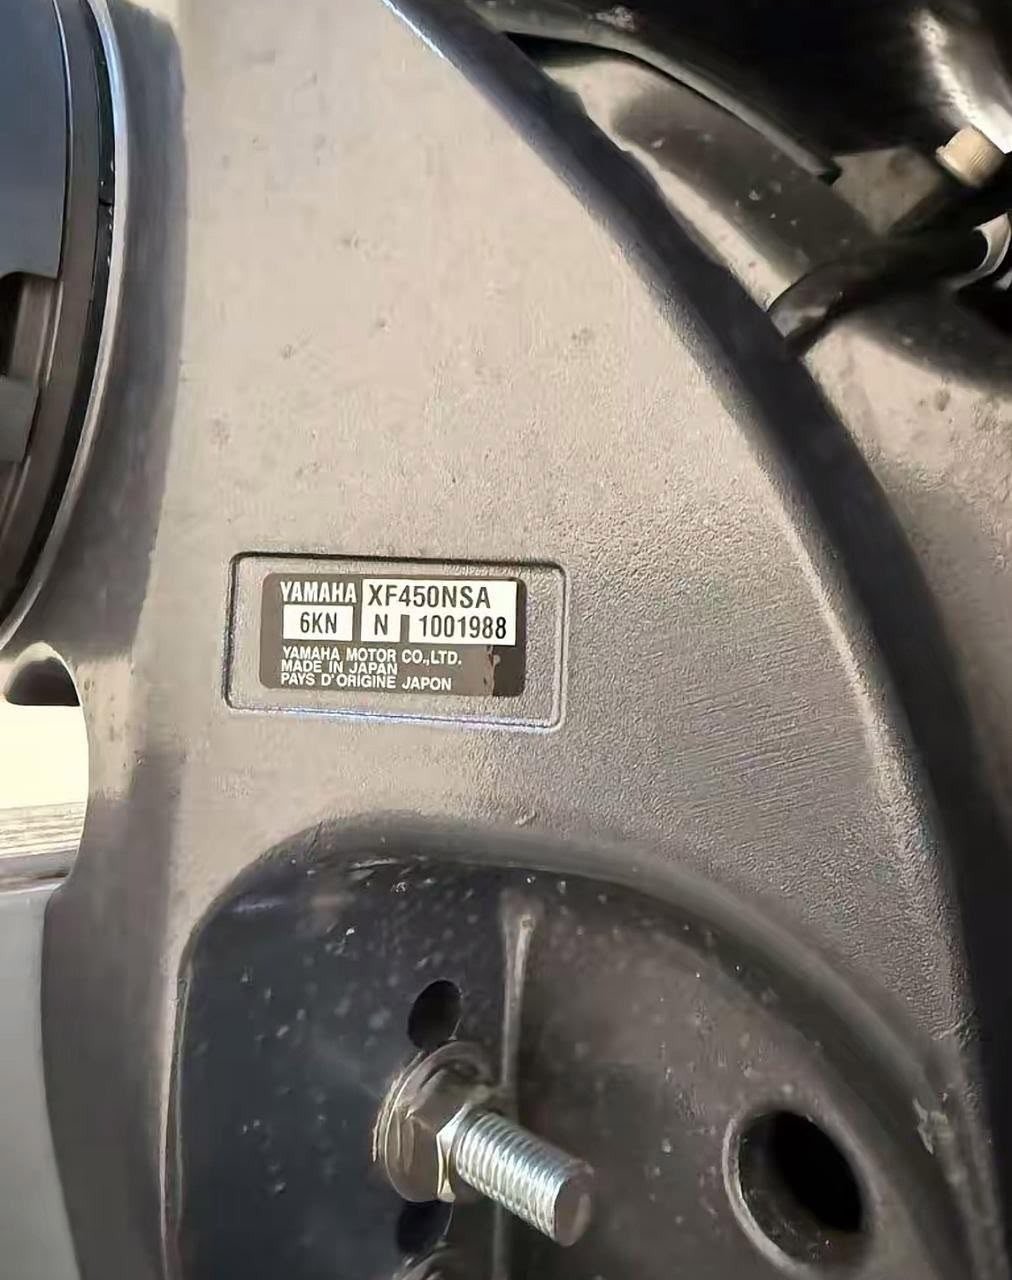 YAMAHA XF450NSA
6KN N 1001988
YAMAHA MOTOR CO.,LTD.
MADE IN JAPAN
PAYS D'ORIGINE JAPON